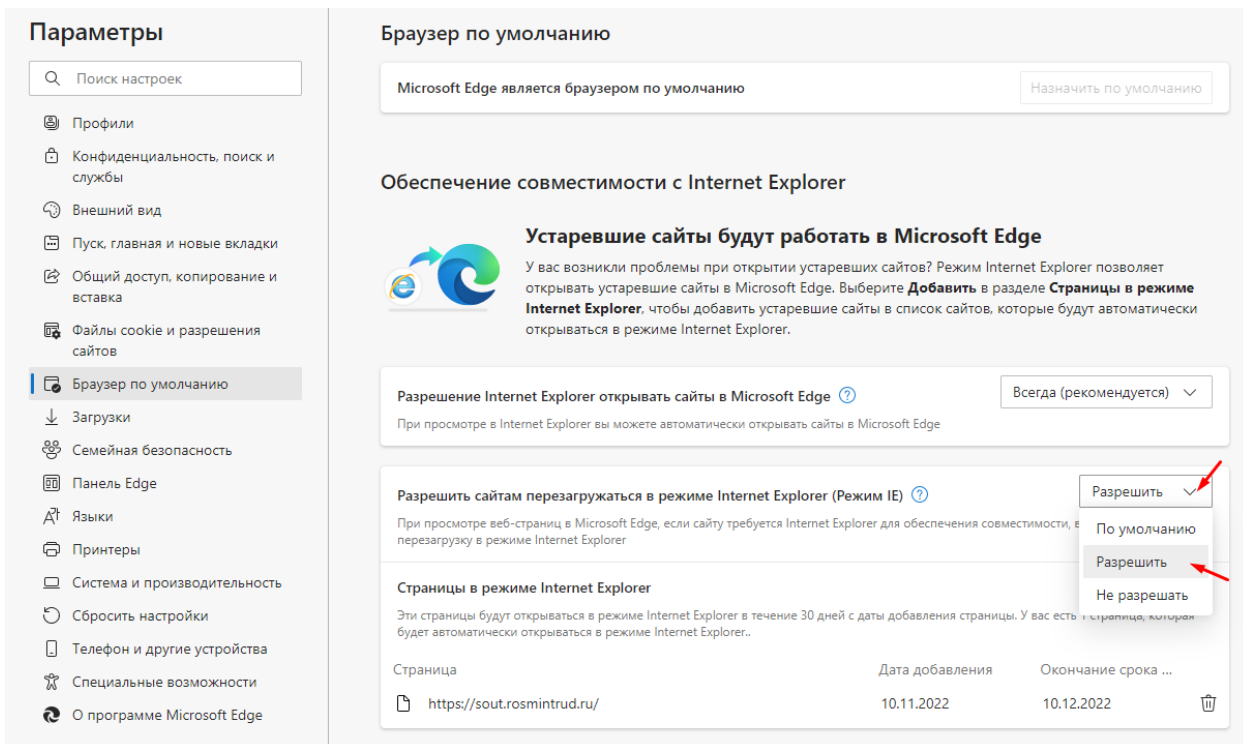 Параметры
Поиск настроек
Профили
Конфиденциальность, поиск и
службы
Внешний вид
Пуск, главная и новые вкладки
Общий доступ, копирование и
вставка
Файлы cookie и разрешения
сайтов
Браузер по умолчанию
Загрузки
Семейная безопасность
Панель Edge
Языки
Принтеры
Система и производительность
Сбросить настройки
Телефон и другие устройства
Специальные возможности
О программе Microsoft Edge
Браузер по умолчанию
Microsoft Edge является браузером по умолчанию
Назначить по умолчанию
Обеспечение совместимости с Internet Explorer
Устаревшие сайты будут работать в Microsoft Edge
У вас возникли проблемы при открытии устаревших сайтов? Режим Internet Explorer позволяет
открывать устаревшие сайты в Microsoft Edge. Выберите Добавить в разделе Страницы в режиме
Internet Explorer, чтобы добавить устаревшие сайты в список сайтов, которые будут автоматически
открываться в режиме Internet Explorer.
Разрешение Internet Explorer открывать сайты в Microsoft Edge
Всегда (рекомендуется)
При просмотре в Internet Explorer вы можете автоматически открывать сайты в Microsoft Edge
Разрешить сайтам перезагружаться в режиме Internet Explorer (Режим IE)
Разрешить
При просмотре веб-страниц в Microsoft Edge, если сайту требуется Internet Explorer для обеспечения совместимости, в
перезагрузку в режиме Internet Explorer
По умолчанию
Разрешить
Не разрешать
Страницы в режиме Internet Explorer
Эти страницы будут открываться в режиме Internet Explorer в течение 30 дней с даты добавления страницы. У вас есть 1 страница, которая
будет автоматически открываться в режиме Internet Explorer..
Страница
Дата добавления
Окончание срока ...
https://sout.rosmintrud.ru/
10.11.2022
10.12.2022